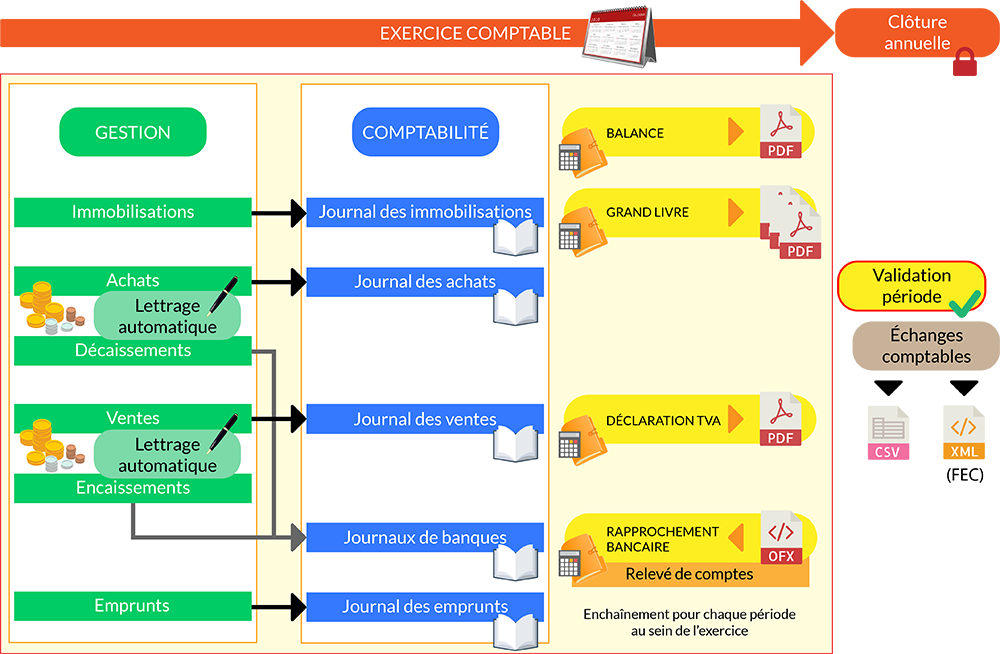 EXERCICE COMPTABLE
Clôture
annuelle
GESTION
COMPTABILITÉ
BALANCE
PDF
Immobilisations
Journal des immobilisations
GRAND LIVRE
PDF
Achats
Journal des achats
Lettrage
automatique
Décaissements
Validation
période
Échanges
comptables
Ventes
Journal des ventes
DÉCLARATION TVA
PDF
CSV
XML
(FEC)
Lettrage
automatique
Encaissements
Journaux de banques
RAPPROCHEMENT
BANCAIRE
OFX
Relevé de comptes
Emprunts
Journal des emprunts
Enchaînement pour chaque période
au sein de l’exercice